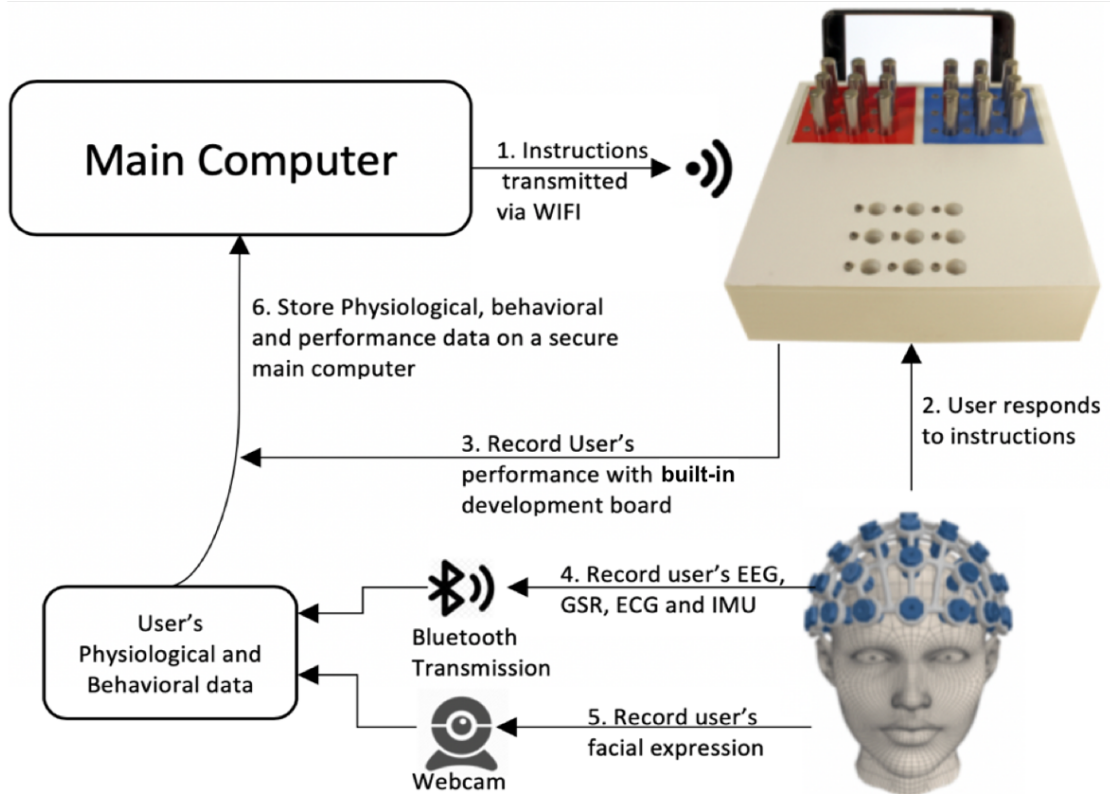 Main Computer
1. Instructions
transmitted
via WIFI
6. Store Physiological, behavioral
and performance data on a secure
main computer
2. User responds
to instructions
3. Record User's
performance with built-in
development board
4. Record user's EEG,
GSR, ECG and IMU
Bluetooth
Transmission
User's
Physiological and
Behavioral data
5. Record user's
facial expression
Webcam